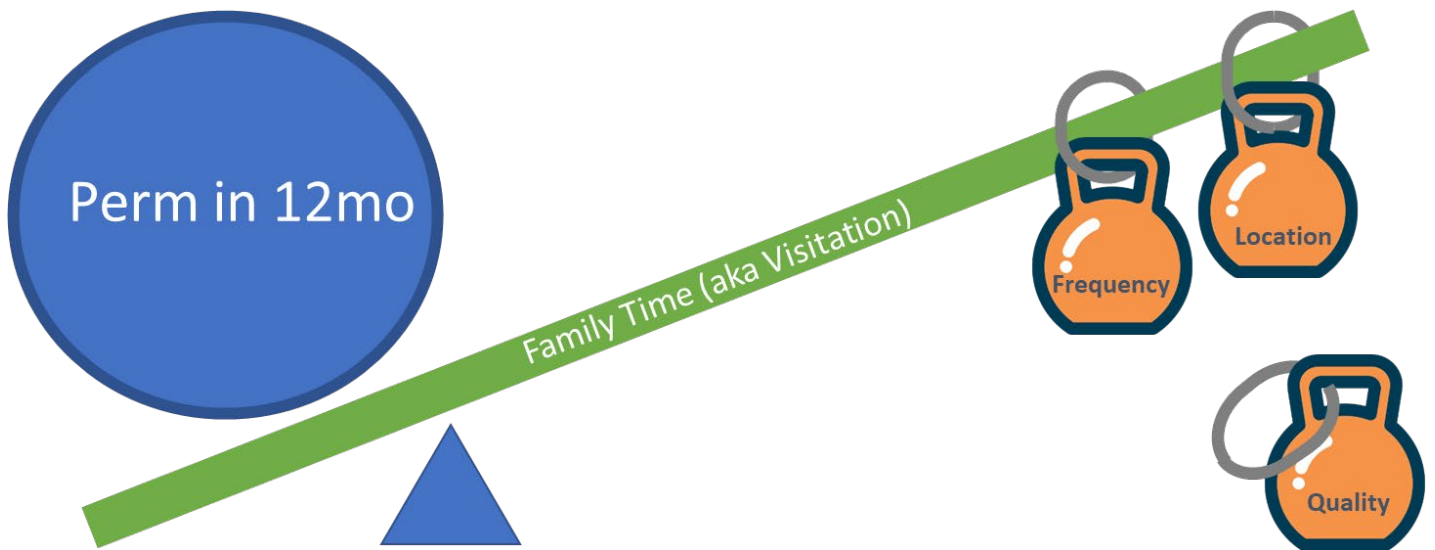 Perm in 12mo
Family Time (aka Visitation)
Frequency
Location
Quality